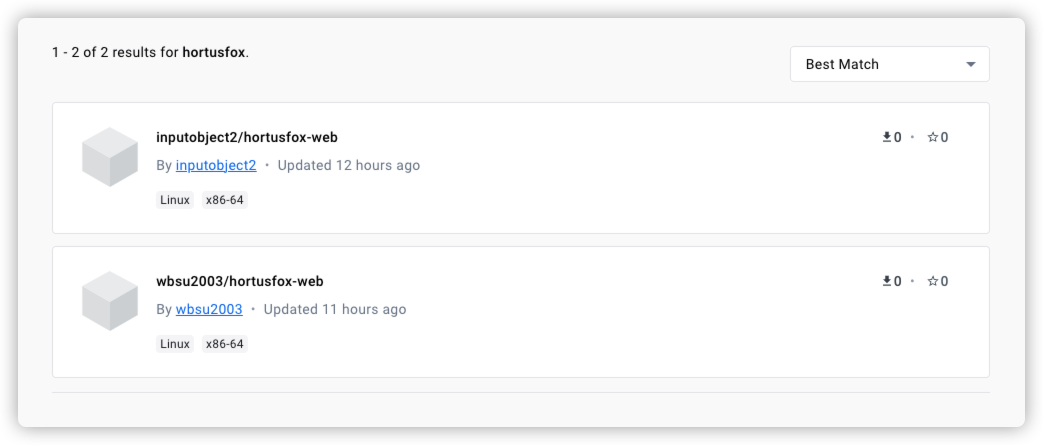 1 - 2 of 2 results for hortusfox.
Best Match
inputobject2/hortusfox-web
0 • 0
By inputobject2 • Updated 12 hours ago
Linux x86-64
wbsu2003/hortusfox-web
0 • 0
By wbsu2003 • Updated 11 hours ago
Linux x86-64